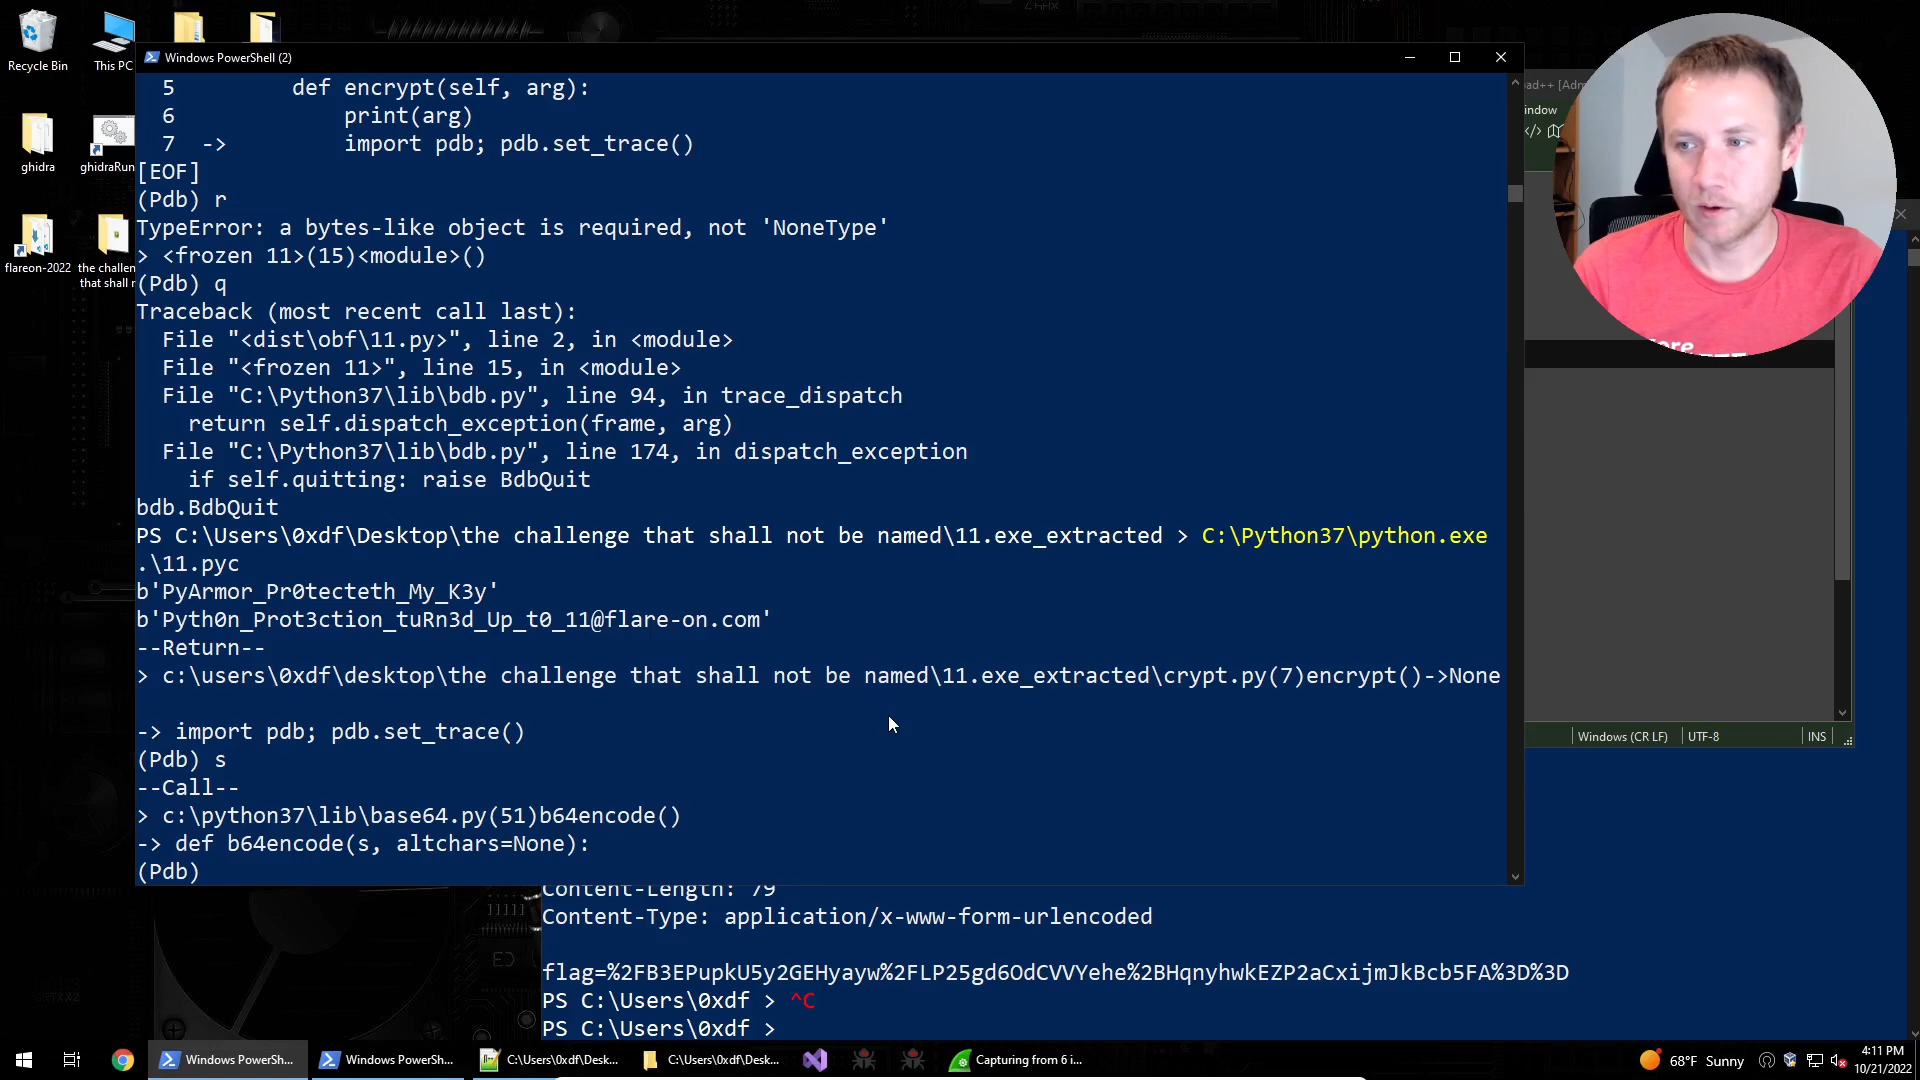 Recycle Bin
This PC
ghidra
ghidraRun
flareon-2022
the challen
that shall r
Windows PowerShell (2)
5 def encrypt(self, arg):
6 print(arg)
7 -> import pdb; pdb.set_trace()
[EOF]
(Pdb) r
TypeError: a bytes-like object is required, not 'NoneType'
> <frozen 11>(15)<module>()
(Pdb) q
Traceback (most recent call last):
File "<dist\obf\11.py>", line 2, in <module>
File "<frozen 11>", line 15, in <module>
File "C:\Python37\lib\bdb.py", line 94, in trace_dispatch
return self.dispatch_exception(frame, arg)
File "C:\Python37\lib\bdb.py", line 174, in dispatch_exception
if self.quitting: raise BdbQuit
bdb.BdbQuit
PS C:\Users\0xdf\Desktop\the challenge that shall not be named\11.exe_extracted > C:\Python37\python.exe
.\11.pyc
b'PyArmor_Pr0tecteth_My_K3y'
b'Pyth0n_Prot3ction_tuRn3d_Up_t0_11@flare-on.com'
--Return--
> c:\users\0xdf\desktop\the challenge that shall not be named\11.exe_extracted\crypt.py(7)encrypt()->None
-> import pdb; pdb.set_trace()
(Pdb) s
--Call--
> c:\python37\lib\base64.py(51)b64encode()
-> def b64encode(s, altchars=None):
(Pdb)
ad++ [Adm
indow
Windows (CR LF) UTF-8 INS
Content-Length: 79
Content-Type: application/x-www-form-urlencoded
flag=%2FB3EPupkU5y2GEHyayw%2FLP25gd6OdCVVYehe%2BHqnyhwkEZP2aCxijmJkBcb5FA%3D%3D
PS C:\Users\0xdf > ^C
PS C:\Users\0xdf >
Windows PowerShe...
Windows PowerShe...
C:\Users\0xdf\Desk...
C:\Users\0xdf\Desk...
Capturing from 6 i...
68°F Sunny
4:11 PM
10/21/2022